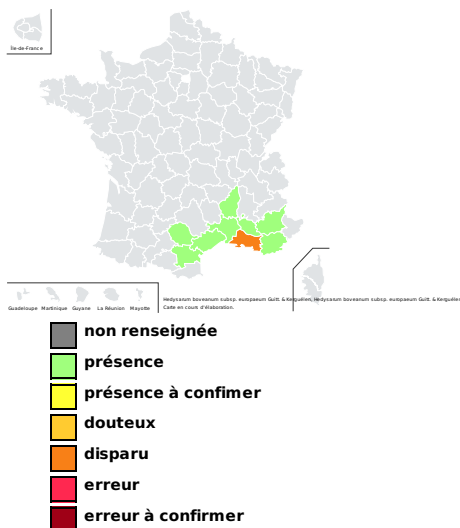 Île-de-France
Guadeloupe Martinique Guyane La Réunion Mayotte
Hedysarum boveanum subsp. europaeum Guitt. & Kerguélen, Hedysarum boveanum subsp. europaeum Guitt. & Kerguélen
Carte en cours d'élaboration.
non renseignée
présence
présence à confimer
douteux
disparu
erreur
erreur à confirmer